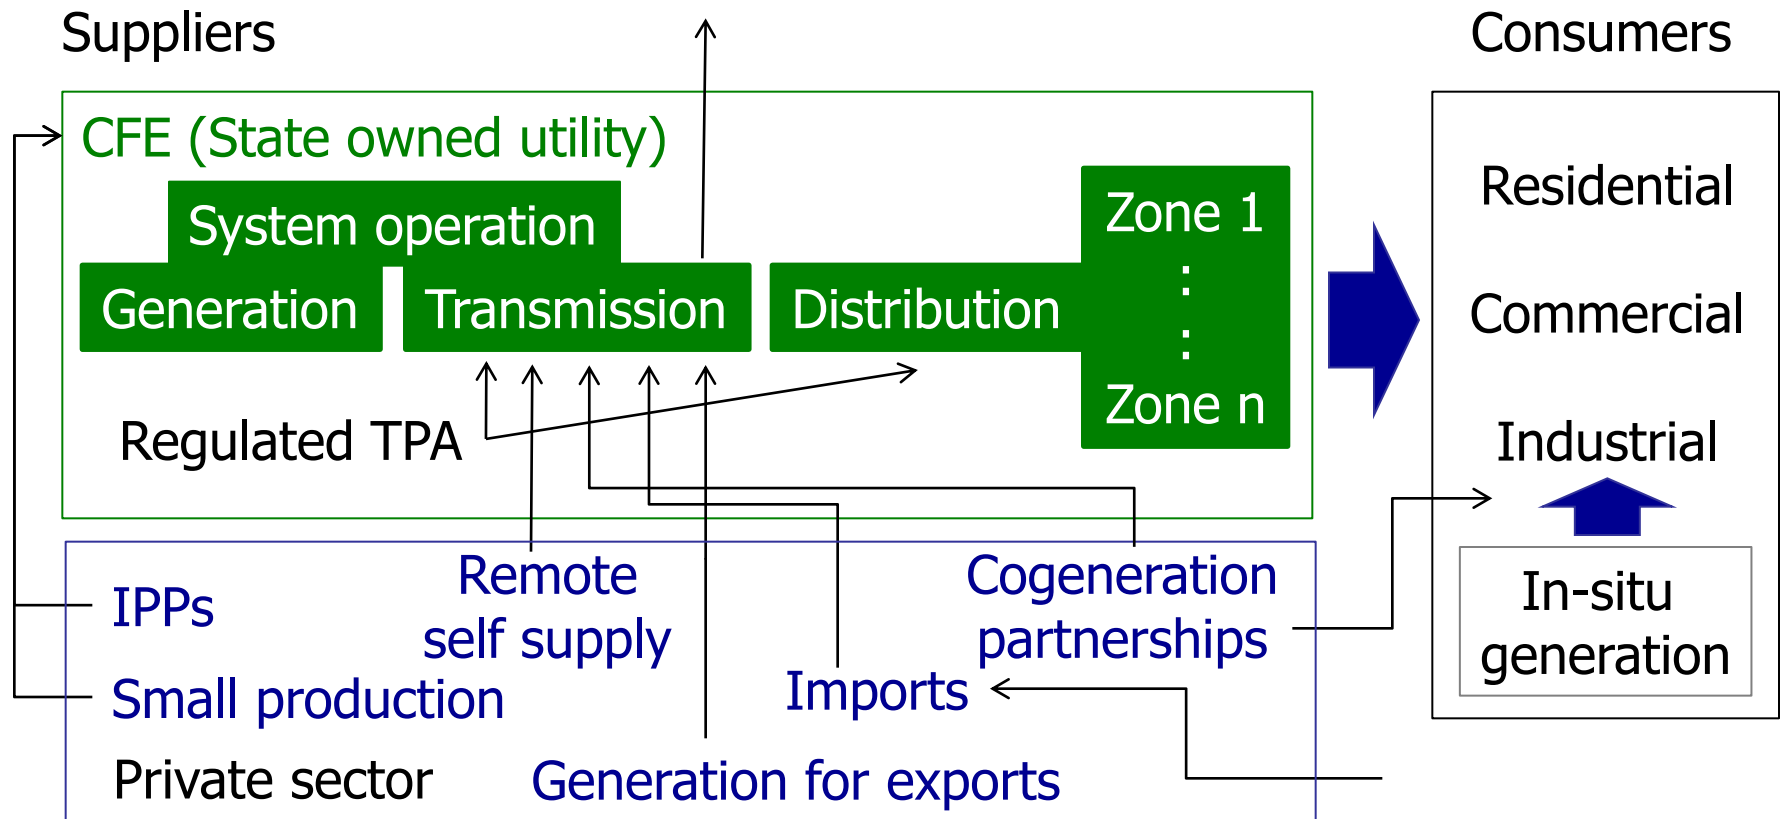 Suppliers
Consumers
CFE (State owned utility)
System operation
Generation
Transmission
Distribution
Zone 1
:
:
Zone n
Regulated TPA
Residential
Commercial
Industrial
In-situ
generation
IPPs
Remote
self supply
Cogeneration
partnerships
Small production
Imports
Private sector
Generation for exports